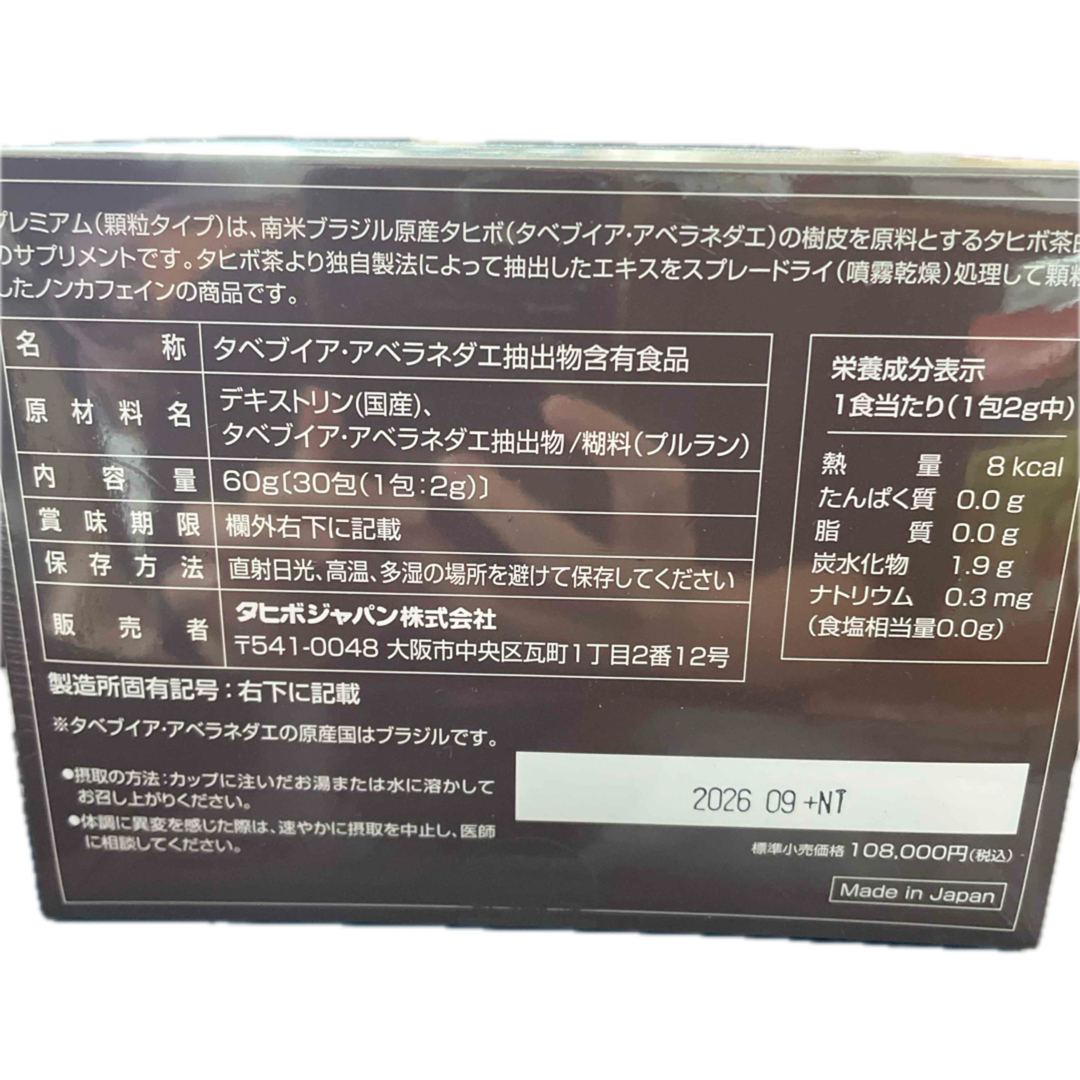 プレミアム(顆粒タイプ)は、南米ブラジル原産タヒボ(タベブイア・アベラネダエ)の樹皮を原料とするタヒボ茶
のサプリメントです。タヒボ茶より独自製法によって抽出したエキスをスプレードライ(噴霧乾燥)処理して顆粒
したノンカフェインの商品です。
名称 タベブイア・アベラネダエ抽出物含有食品
原材料名 デキストリン(国産)、
タベブイア・アベラネダエ抽出物/糊料(プルラン)
内容量 60g〔30包(1包:2g)〕
賞味期限 欄外右下に記載
保存方法 直射日光、高温、多湿の場所を避けて保存してください
販売者 タヒボジャパン株式会社
〒541-0048 大阪市中央区瓦町1丁目2番12号
製造所固有記号:右下に記載
※タベブイア・アベラネダエの原産国はブラジルです。
●摂取の方法:カップに注いだお湯または水に溶かして
お召し上がりください。
●体調に異変を感じた際は、速やかに摂取を中止し、医師
に相談してください。
栄養成分表示
1食当たり(1包2g中)
熱量 8kcal
たんぱく質 0.0g
脂質 0.0g
炭水化物 1.9g
ナトリウム 0.3mg
(食塩相当量0.0g)
2026 09 +NT
標準小売価格 108,000円(税込)
Made in Japan